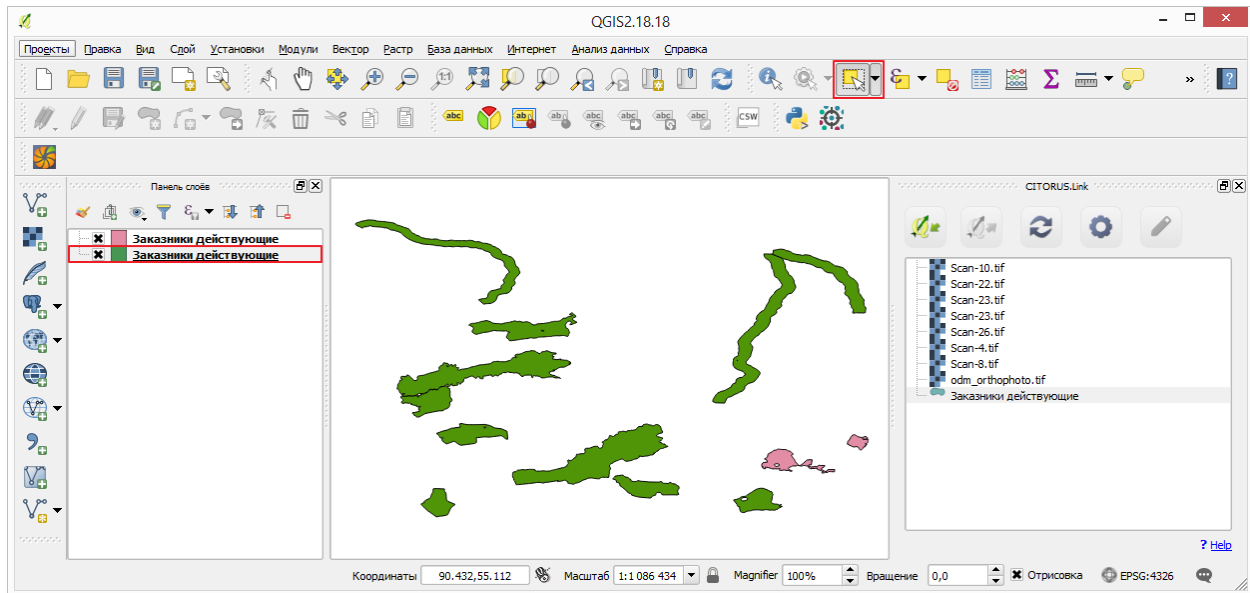 QGIS2.18.18
Проекты Правка Вид Слой Установки Модули Вектор Растр База данных Интернет Анализ данных Справка
abc abc CSW
Панель слоёв
Заказники действующие
Заказники действующие
CITORUS.Link
Scan-10.tif
Scan-22.tif
Scan-23.tif
Scan-23.tif
Scan-26.tif
Scan-4.tif
Scan-8.tif
odm_orthophoto.tif
Заказники действующие
? Help
Координаты 90.432,55.112 Масштаб 1:1 086 434 Magnifier 100% Вращение 0,0 Отрисовка EPSG:4326